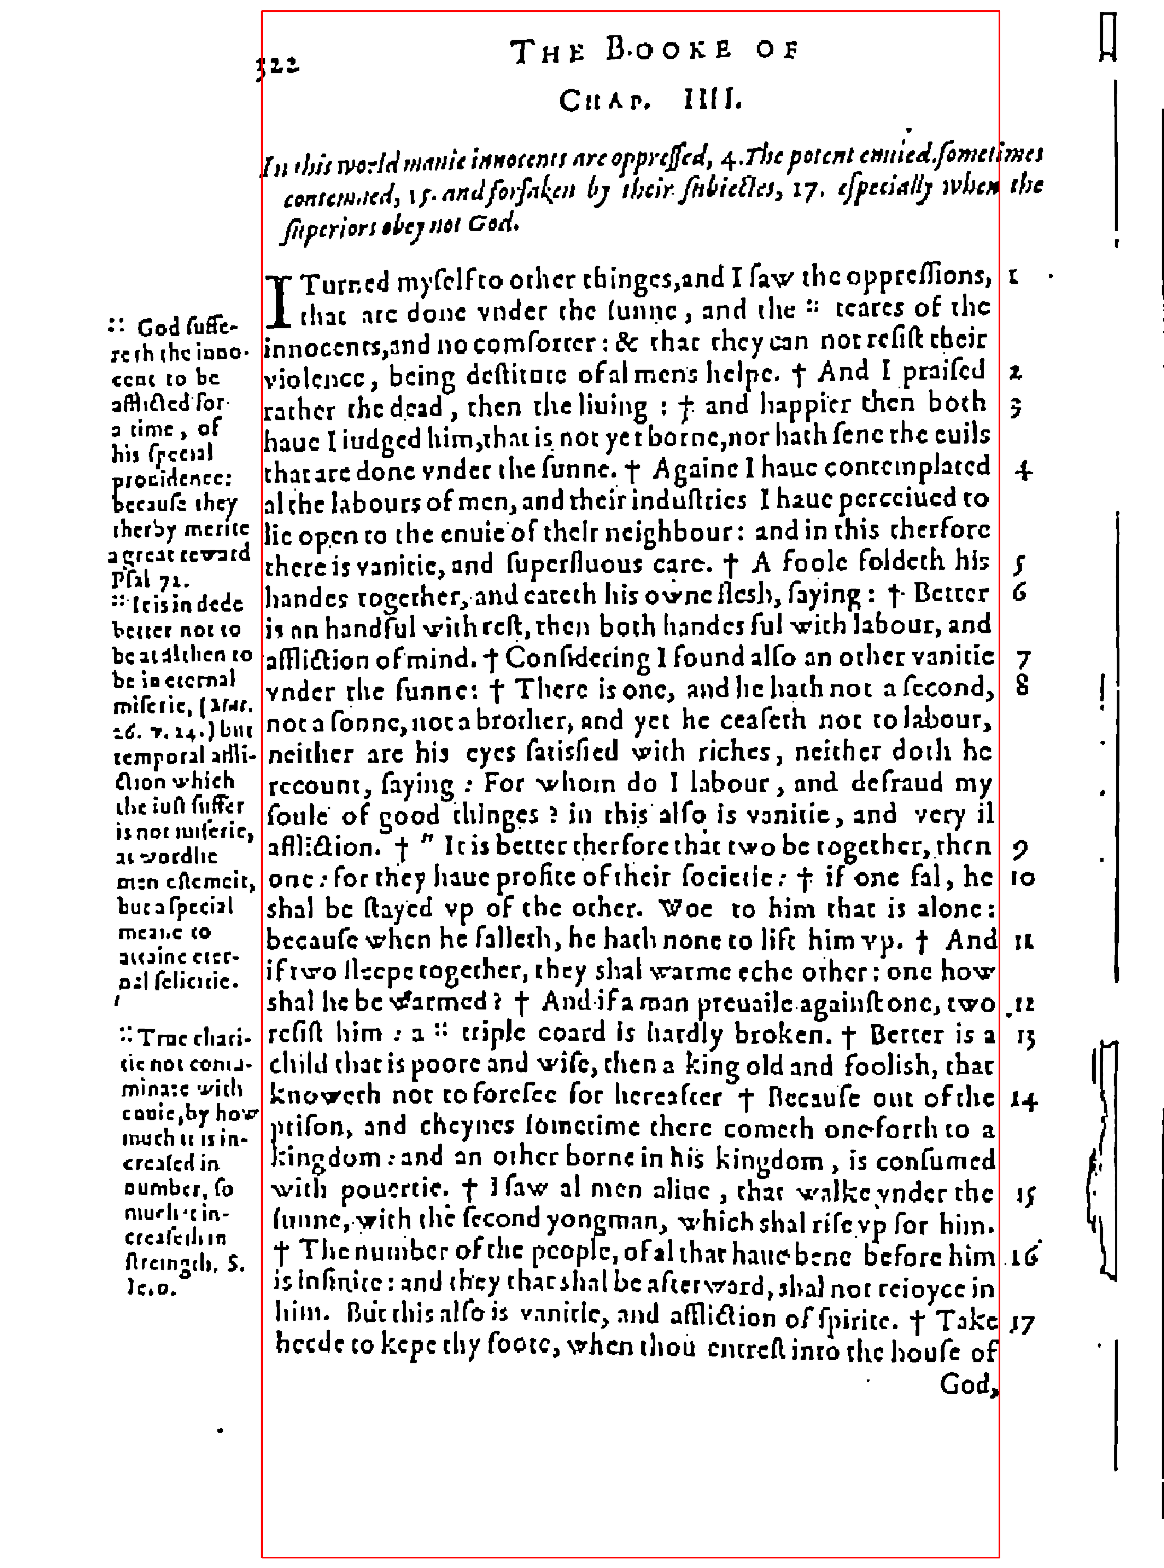 322
THE BOOKE OF
CHAP. IIII.
In this world manie innocents are oppressed, 4. The potent enuied. sometimes
contemned, 15. and forsaken by their subiectes, 17. especially when the
superiors obey not God.
I Turned myself to other thinges, and I saw the oppreſſions, 1
that are done vnder the sunne, and the :: teares of the
innocents, and no comforter: & that they can not reſiſt their
violence, being deſtitute of al mens helpe. † And I praiſed 2
rather the dead, then the liuing : † and happier then both 3
haue I iudged him, that is not yet borne, nor hath ſene the euils
that are done vnder the ſunne. † Againe I haue contemplated 4
al the labours of men, and their induſtries I haue perceiued to
lie open to the enuie of their neighbour: and in this therfore
there is vanitie, and ſuperfluous care. † A foole foldeth his 5
handes together, and eateth his owne flesh, ſaying: † Better 6
is an handful with reſt, then both handes ful with labour, and
affliction of mind. † Conſidering I found alſo an other vanitie 7
vnder the ſunne: † There is one, and he hath not a ſecond, 8
not a ſonne, not a brother, and yet he ceaſeth not to labour,
neither are his eyes ſatisfied with riches, neither doth he
recount, ſaying: For whom do I labour, and defraud my
ſoule of good thinges? in this alſo is vanitie, and very il
affliction. † " It is better therfore that two be together, then 9
one: for they haue profite of their ſocietie: † if one fal, he 10
shal be ſtayed vp of the other. Woe to him that is alone:
becauſe when he falleth, he hath none to lift him vp. † And 11
if two ſleepe together, they shal warme eche other: one how
shal he be warmed? † And if a man preuaile againſt one, two 12
reſiſt him: a :: triple coard is hardly broken. † Better is a 13
child that is poore and wiſe, then a king old and foolish, that
knoweth not to foreſee for hereafter † Becauſe out of the 14
priſon, and cheynes ſometime there cometh one forth to a
kingdom: and an other borne in his kingdom, is conſumed
with pouertie. † I ſaw al men aliue, that walke vnder the 15
ſunne, with the ſecond yongman, which shal riſe vp for him.
† The number of the people, of al that haue bene before him 16
is infinite: and they that shal be afterward, shal not reioyce in
him. But this alſo is vanitie, and affliction of ſpirite. † Take 17
heede to kepe thy foote, when thou entreſt into the houſe of
God,
:: God ſuffe-
reth the inno-
cent to be
afflicted for
a time, of
his ſpecial
prouidence:
becauſe they
therby merite
a great reward
Pſal 71.
:: It is in dede
better not to
be at al then to
be in eternal
miſerie, (Mat.
26. v. 24.) but
temporal affli-
ction which
the iuſt ſuffer
is not miſerie,
as wordlie
men eſteme it,
but a ſpecial
meane to
attaine eter-
nal felicitie.
:: True chari-
tie not conta-
minate with
enuie, by how
much it is in-
creaſed in
number, ſo
much it in-
creaſeth in
ſtreingth, S.
Iero.